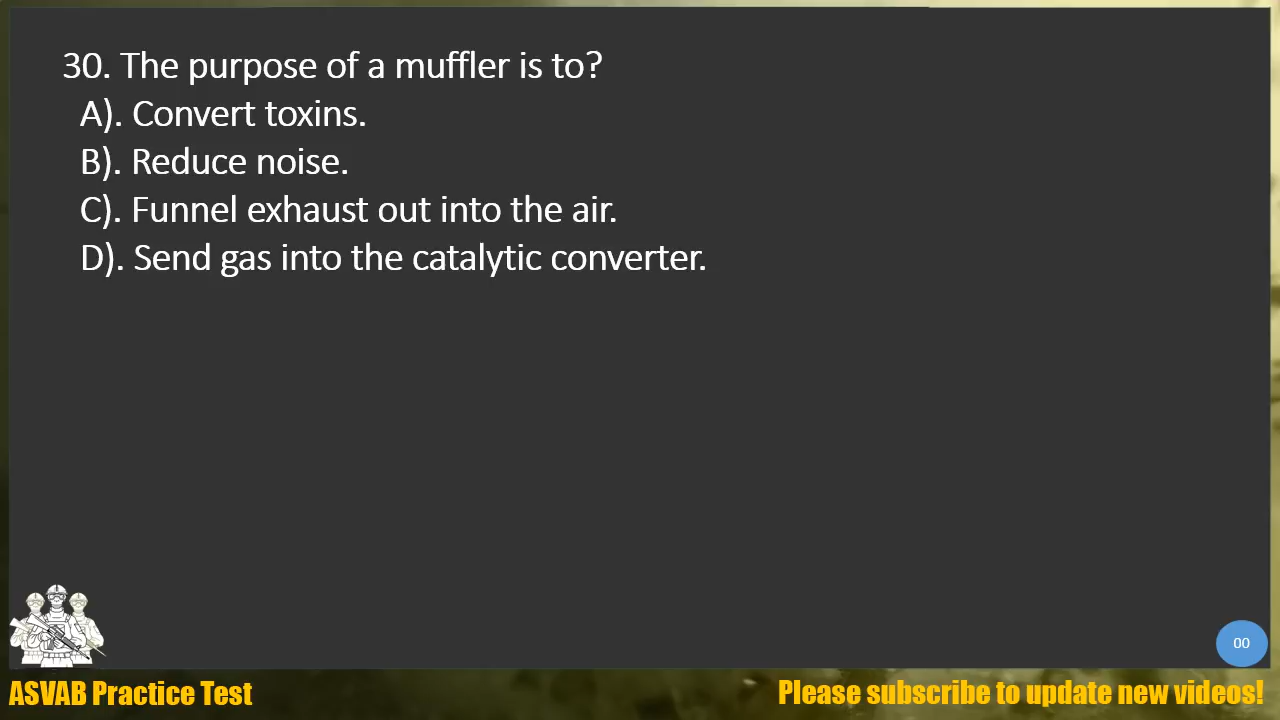 30. The purpose of a muffler is to?
A). Convert toxins.
B). Reduce noise.
C). Funnel exhaust out into the air.
D). Send gas into the catalytic converter.
00
ASVAB Practice Test
Please subscribe to update new videos!